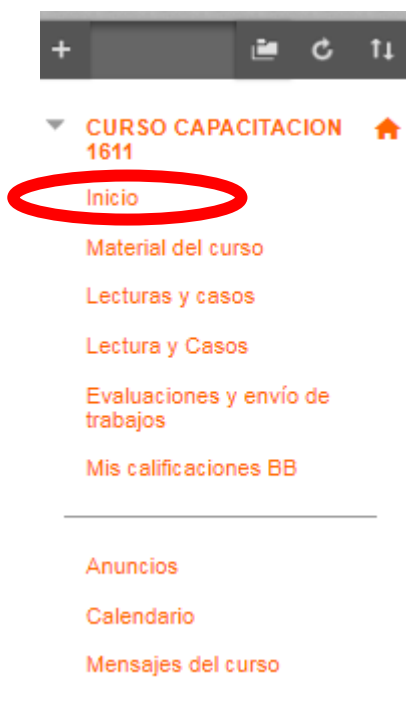 CURSO CAPACITACION
1611
Inicio
Material del curso
Lecturas y casos
Lectura y Casos
Evaluaciones y envío de
trabajos
Mis calificaciones BB
Anuncios
Calendario
Mensajes del curso